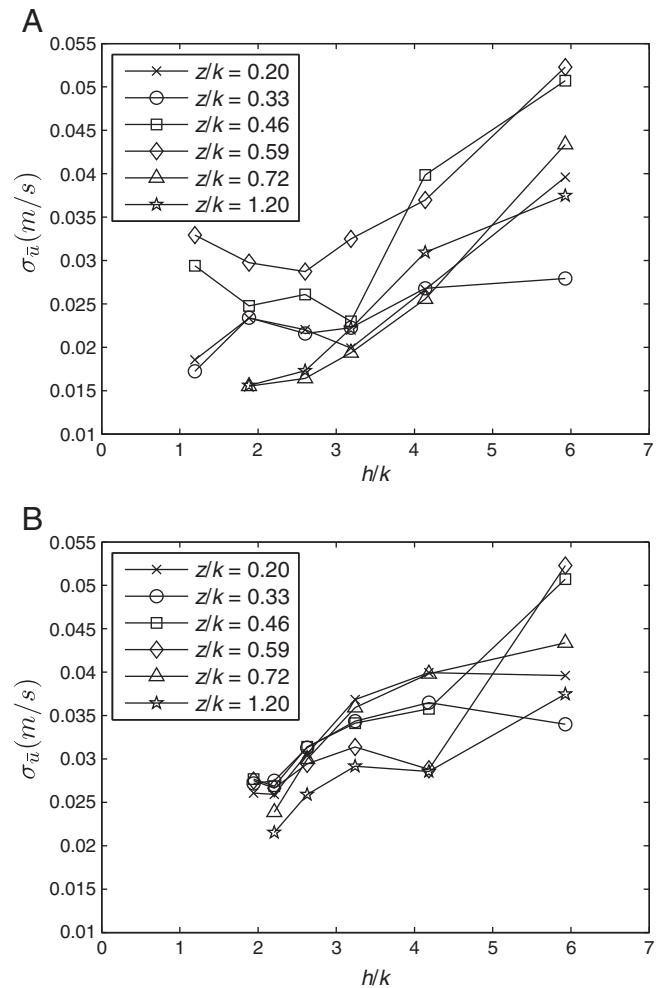 A
0.055
0.05
0.045
0.04
0.035
0.03
0.025
0.02
0.015
0.01
σ_ū (m/s)
z/k = 0.20
z/k = 0.33
z/k = 0.46
z/k = 0.59
z/k = 0.72
z/k = 1.20
0 1 2 3 4 5 6 7
h/k
B
0.055
0.05
0.045
0.04
0.035
0.03
0.025
0.02
0.015
0.01
σ_ū (m/s)
z/k = 0.20
z/k = 0.33
z/k = 0.46
z/k = 0.59
z/k = 0.72
z/k = 1.20
0 1 2 3 4 5 6 7
h/k